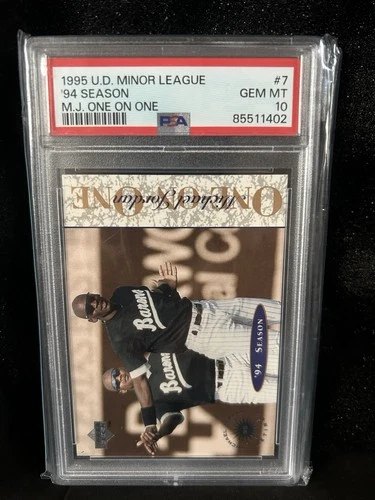 1995 U.D. MINOR LEAGUE #7
'94 SEASON GEM MT
M.J. ONE ON ONE 10
PSA 85511402
ONE ON ONE
Michael Jordan
Barons
Barons
'94 SEASON